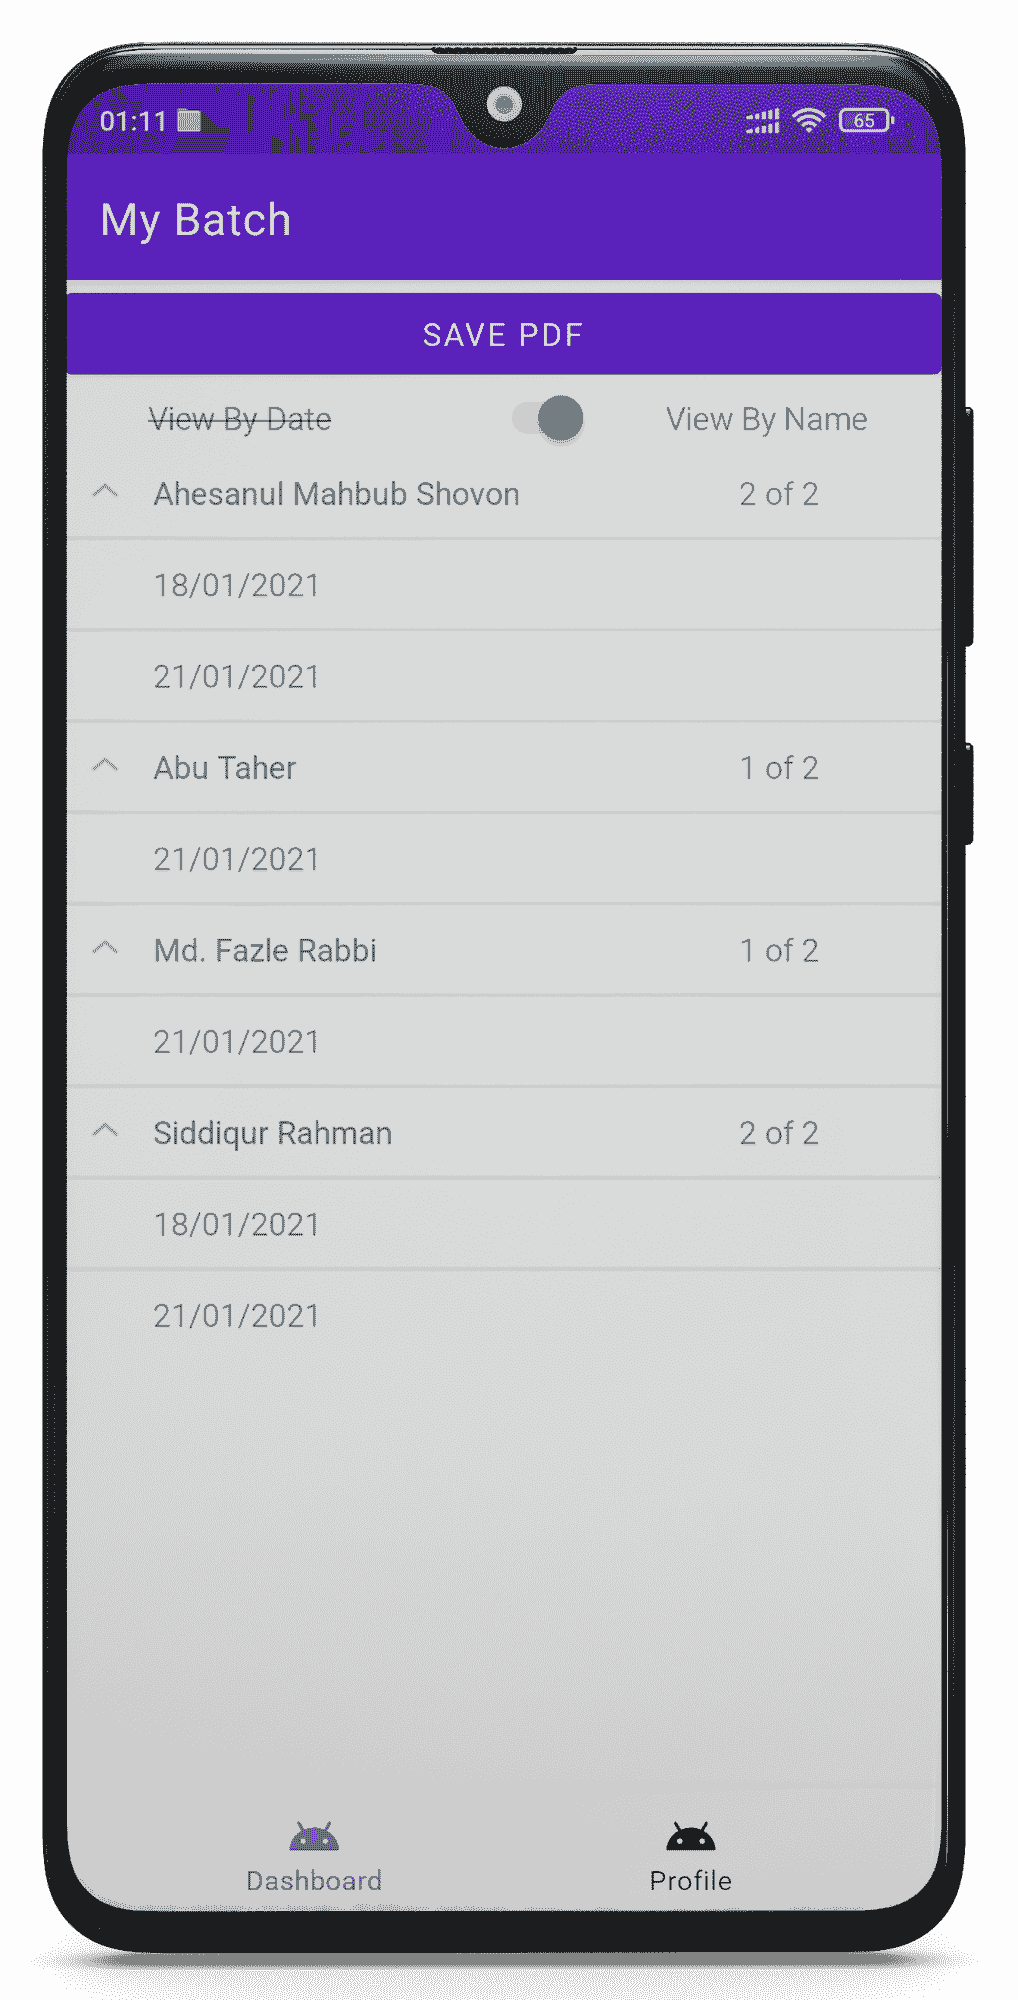 01:11 65
My Batch
SAVE PDF
View By Date View By Name
Ahesanul Mahbub Shovon 2 of 2
18/01/2021
21/01/2021
Abu Taher 1 of 2
21/01/2021
Md. Fazle Rabbi 1 of 2
21/01/2021
Siddiqur Rahman 2 of 2
18/01/2021
21/01/2021
Dashboard Profile